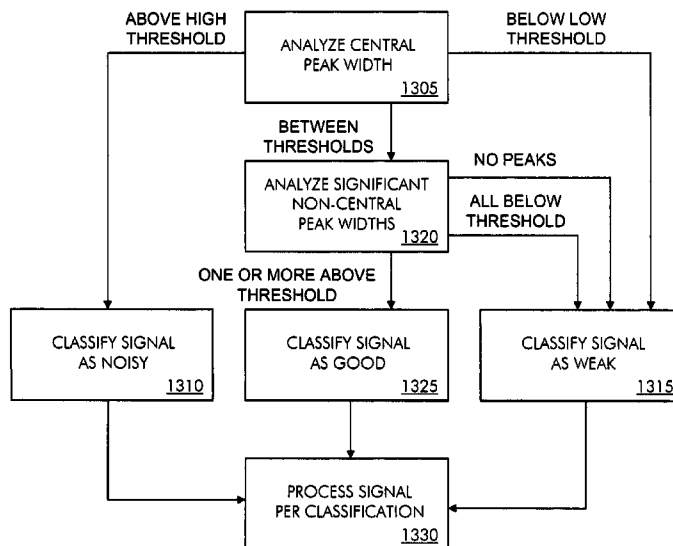 ABOVE HIGH
THRESHOLD
ANALYZE CENTRAL
PEAK WIDTH
1305
BELOW LOW
THRESHOLD
BETWEEN
THRESHOLDS
ANALYZE SIGNIFICANT
NON-CENTRAL
PEAK WIDTHS
1320
NO PEAKS
ALL BELOW
THRESHOLD
ONE OR MORE ABOVE
THRESHOLD
CLASSIFY SIGNAL
AS NOISY
1310
CLASSIFY SIGNAL
AS GOOD
1325
CLASSIFY SIGNAL
AS WEAK
1315
PROCESS SIGNAL
PER CLASSIFICATION
1330